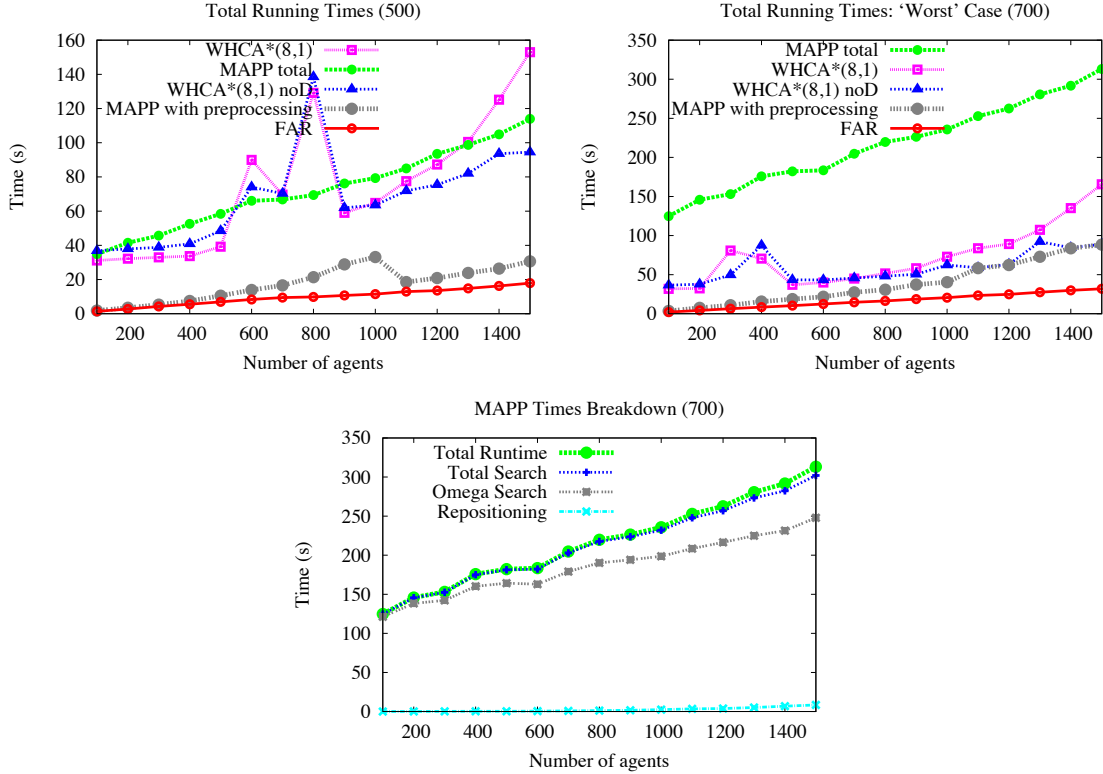 Total Running Times (500)
160
140
120
100
80
60
40
20
0
Time (s)
WHCA*(8,1)
MAPP total
WHCA*(8,1) noD
MAPP with preprocessing
FAR
200 400 600 800 1000 1200 1400
Number of agents
Total Running Times: ‘Worst’ Case (700)
350
300
250
200
150
100
50
0
Time (s)
MAPP total
WHCA*(8,1)
WHCA*(8,1) noD
MAPP with preprocessing
FAR
200 400 600 800 1000 1200 1400
Number of agents
MAPP Times Breakdown (700)
350
300
250
200
150
100
50
0
Time (s)
Total Runtime
Total Search
Omega Search
Repositioning
200 400 600 800 1000 1200 1400
Number of agents